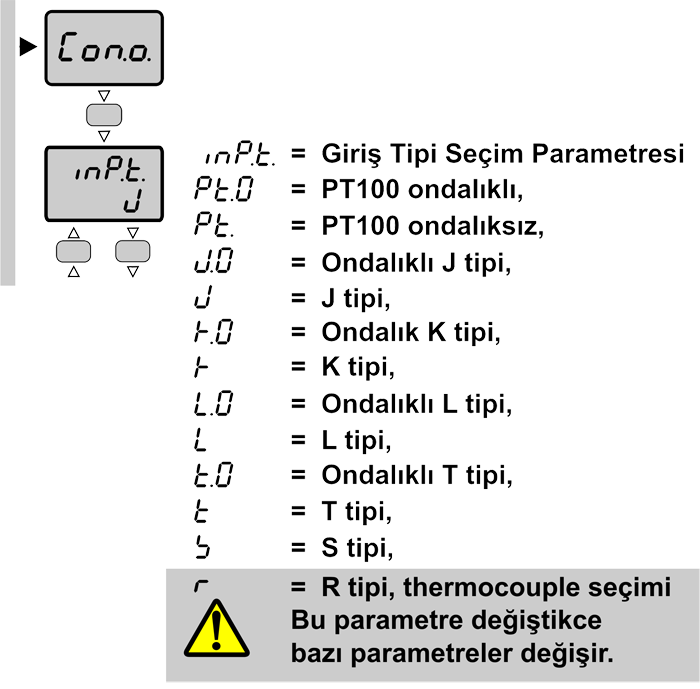 Con.o.
inP.t.
J
inP.t. = Giriş Tipi Seçim Parametresi
Pt.0 = PT100 ondalıklı,
Pt. = PT100 ondalıksız,
J.0 = Ondalıklı J tipi,
J = J tipi,
⊦.0 = Ondalık K tipi,
⊦ = K tipi,
L.0 = Ondalıklı L tipi,
L = L tipi,
t.0 = Ondalıklı T tipi,
t = T tipi,
S = S tipi,
r = R tipi, thermocouple seçimi
Bu parametre değiştikce
bazı parametreler değişir.